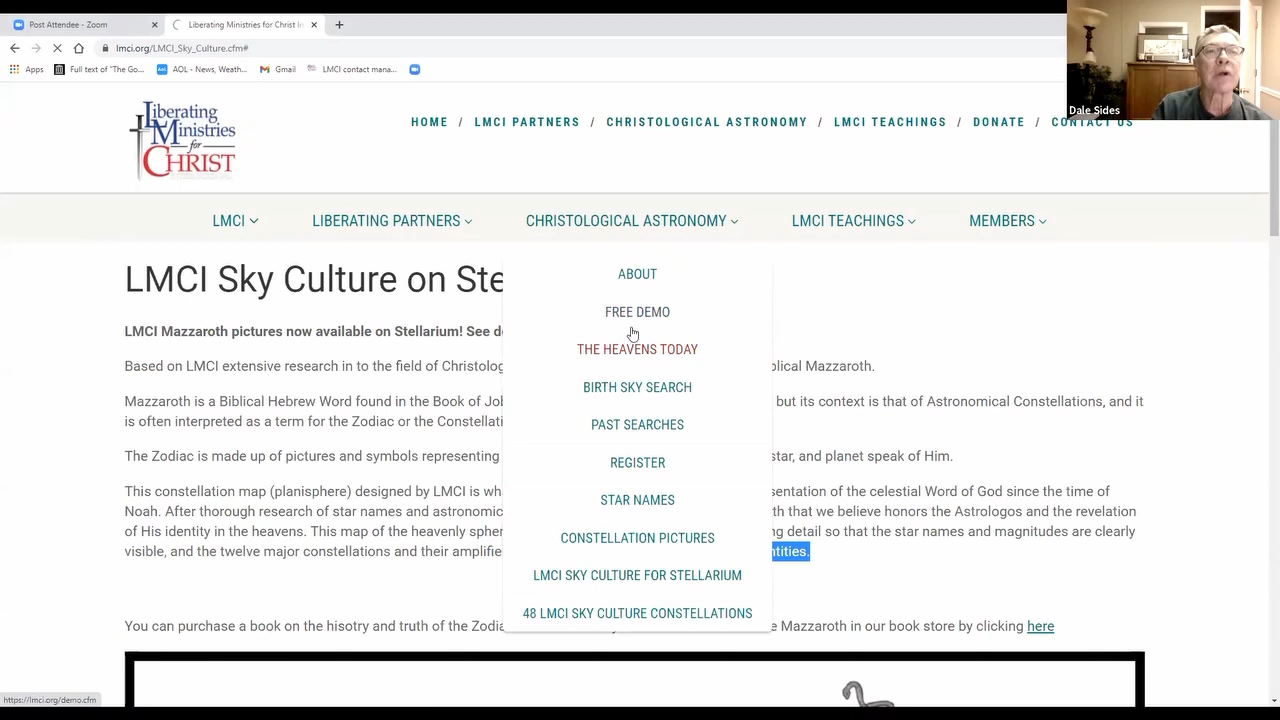 Post Attendee - Zoom
Liberating Ministries for Christ In
lmci.org/LMCI_Sky_Culture.cfm#
Apps
Full text of "The Go...
AOL - News, Weath...
Gmail
LMCI contact mana...
Dale Sides
Liberating
Ministries
for
CHRIST
HOME / LMCI PARTNERS / CHRISTOLOGICAL ASTRONOMY / LMCI TEACHINGS / DONATE / CONTACT US
LMCI
LIBERATING PARTNERS
CHRISTOLOGICAL ASTRONOMY
LMCI TEACHINGS
MEMBERS
ABOUT
FREE DEMO
THE HEAVENS TODAY
BIRTH SKY SEARCH
PAST SEARCHES
REGISTER
STAR NAMES
CONSTELLATION PICTURES
LMCI SKY CULTURE FOR STELLARIUM
48 LMCI SKY CULTURE CONSTELLATIONS
LMCI Sky Culture on Ste
LMCI Mazzaroth pictures now available on Stellarium! See d
Based on LMCI extensive research in to the field of Christolog blical Mazzaroth.
Mazzaroth is a Biblical Hebrew Word found in the Book of Job but its context is that of Astronomical Constellations, and it
is often interpreted as a term for the Zodiac or the Constellati
The Zodiac is made up of pictures and symbols representing star, and planet speak of Him.
This constellation map (planisphere) designed by LMCI is wha sentation of the celestial Word of God since the time of
Noah. After thorough research of star names and astronomic th that we believe honors the Astrologos and the revelation
of His identity in the heavens. This map of the heavenly spher ng detail so that the star names and magnitudes are clearly
visible, and the twelve major constellations and their amplifie ntities.
You can purchase a book on the hisotry and truth of the Zodia e Mazzaroth in our book store by clicking here
https://lmci.org/demo.cfm